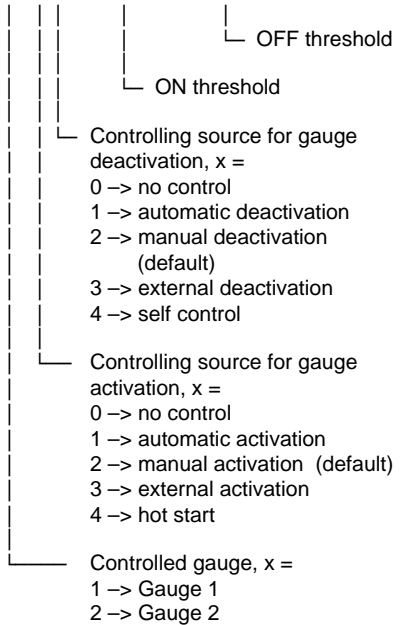 OFF threshold
ON threshold
Controlling source for gauge
deactivation, x =
0 –> no control
1 –> automatic deactivation
2 –> manual deactivation
(default)
3 –> external deactivation
4 –> self control
Controlling source for gauge
activation, x =
0 –> no control
1 –> automatic activation
2 –> manual activation (default)
3 –> external activation
4 –> hot start
Controlled gauge, x =
1 –> Gauge 1
2 –> Gauge 2